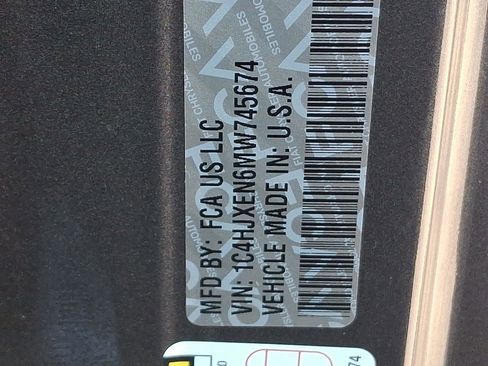 MFD BY: FCA US LLC
VIN: 1C4HJXEN6MW745674
VEHICLE MADE IN: U.S.A.